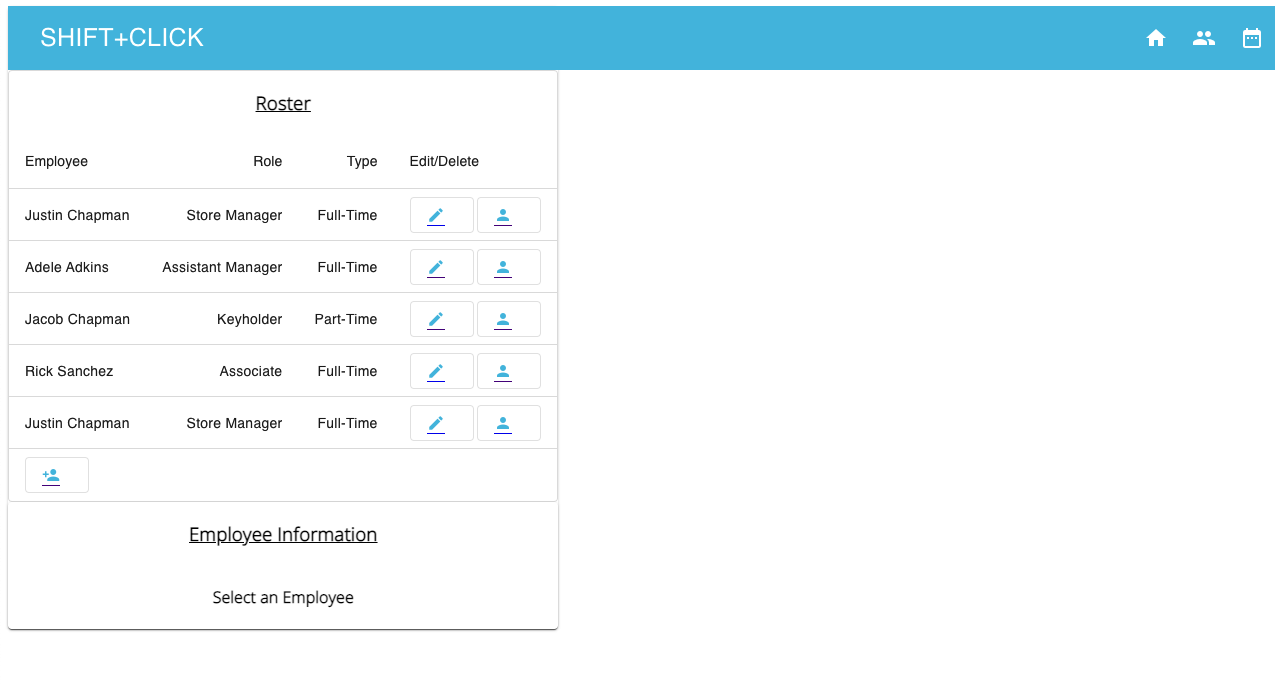 SHIFT+CLICK
Roster
Employee Role Type Edit/Delete
Justin Chapman Store Manager Full-Time
Adele Adkins Assistant Manager Full-Time
Jacob Chapman Keyholder Part-Time
Rick Sanchez Associate Full-Time
Justin Chapman Store Manager Full-Time
Employee Information
Select an Employee